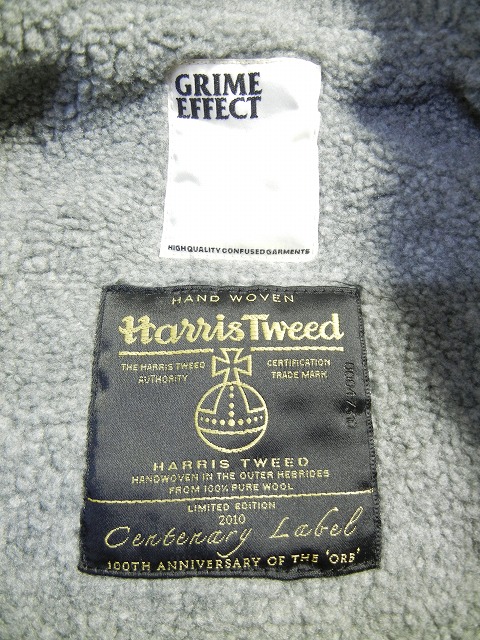 GRIME
EFFECT
HIGH QUALITY CONFUSED GARMENTS
HAND WOVEN
Harris Tweed
THE HARRIS TWEED
AUTHORITY
CERTIFICATION
TRADE MARK
HARRIS TWEED
HANDWOVEN IN THE OUTER HEBRIDES
FROM 100% PURE WOOL
LIMITED EDITION
2010
Centenary Label
100TH ANNIVERSARY OF THE 'ORB'